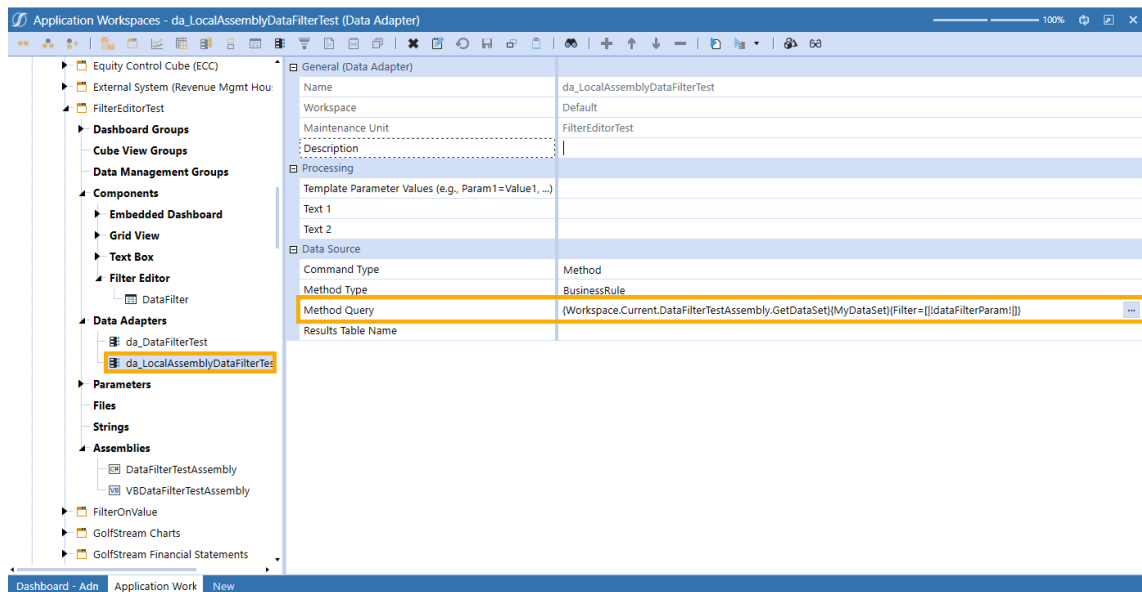 Application Workspaces - da_LocalAssemblyDataFilterTest (Data Adapter)
100%
Equity Control Cube (ECC)
External System (Revenue Mgmt Hou
FilterEditorTest
Dashboard Groups
Cube View Groups
Data Management Groups
Components
Embedded Dashboard
Grid View
Text Box
Filter Editor
DataFilter
Data Adapters
da_DataFilterTest
da_LocalAssemblyDataFilterTes
Parameters
Files
Strings
Assemblies
C# DataFilterTestAssembly
VB VBDataFilterTestAssembly
FilterOnValue
GolfStream Charts
GolfStream Financial Statements
General (Data Adapter)
Name da_LocalAssemblyDataFilterTest
Workspace Default
Maintenance Unit FilterEditorTest
Description
Processing
Template Parameter Values (e.g., Param1=Value1, ...)
Text 1
Text 2
Data Source
Command Type Method
Method Type BusinessRule
Method Query {Workspace.Current.DataFilterTestAssembly.GetDataSet}{MyDataSet}{Filter=[|!dataFilterParam!|]} ...
Results Table Name
Dashboard - Adn Application Work New